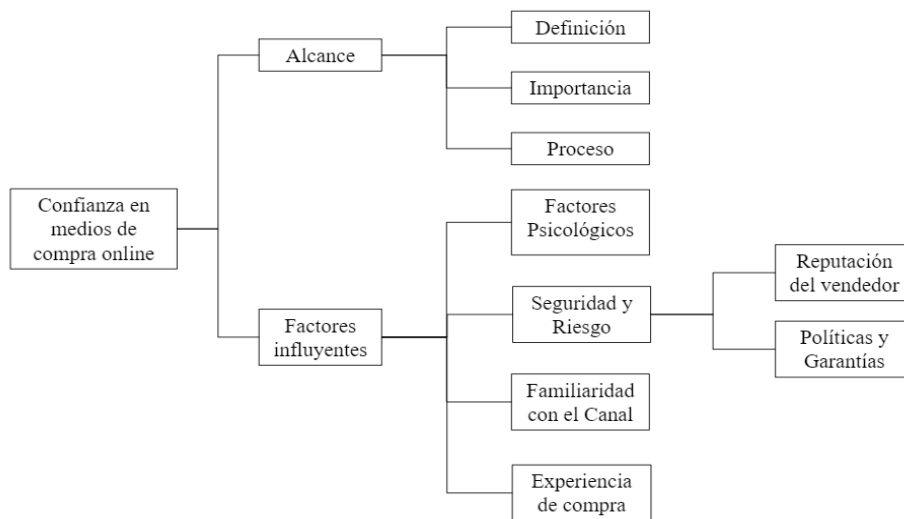 Definición
Alcance
Importancia
Proceso
Confianza en
medios de
compra online
Factores
Psicológicos
Reputación
del vendedor
Seguridad y
Riesgo
Factores
influyentes
Políticas y
Garantías
Familiaridad
con el Canal
Experiencia
de compra